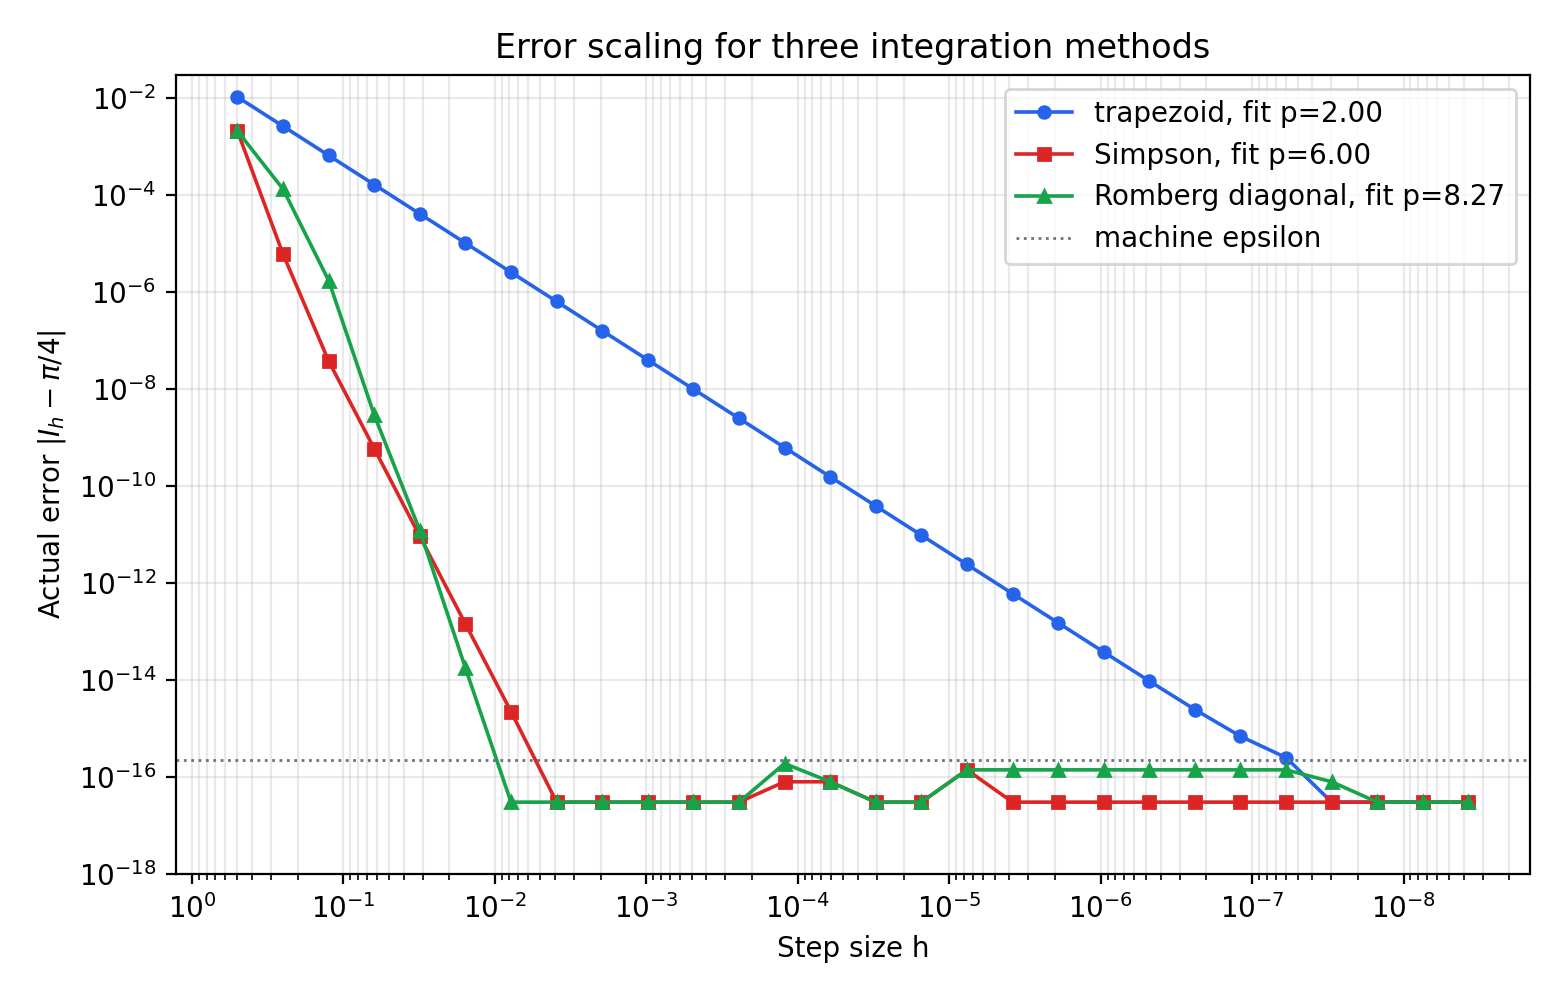 Error scaling for three integration methods
trapezoid, fit p=2.00
Simpson, fit p=6.00
Romberg diagonal, fit p=8.27
machine epsilon
Actual error |I_h − π/4|
10⁻²
10⁻⁴
10⁻⁶
10⁻⁸
10⁻¹⁰
10⁻¹²
10⁻¹⁴
10⁻¹⁶
10⁻¹⁸
10⁰ 10⁻¹ 10⁻² 10⁻³ 10⁻⁴ 10⁻⁵ 10⁻⁶ 10⁻⁷ 10⁻⁸
Step size h